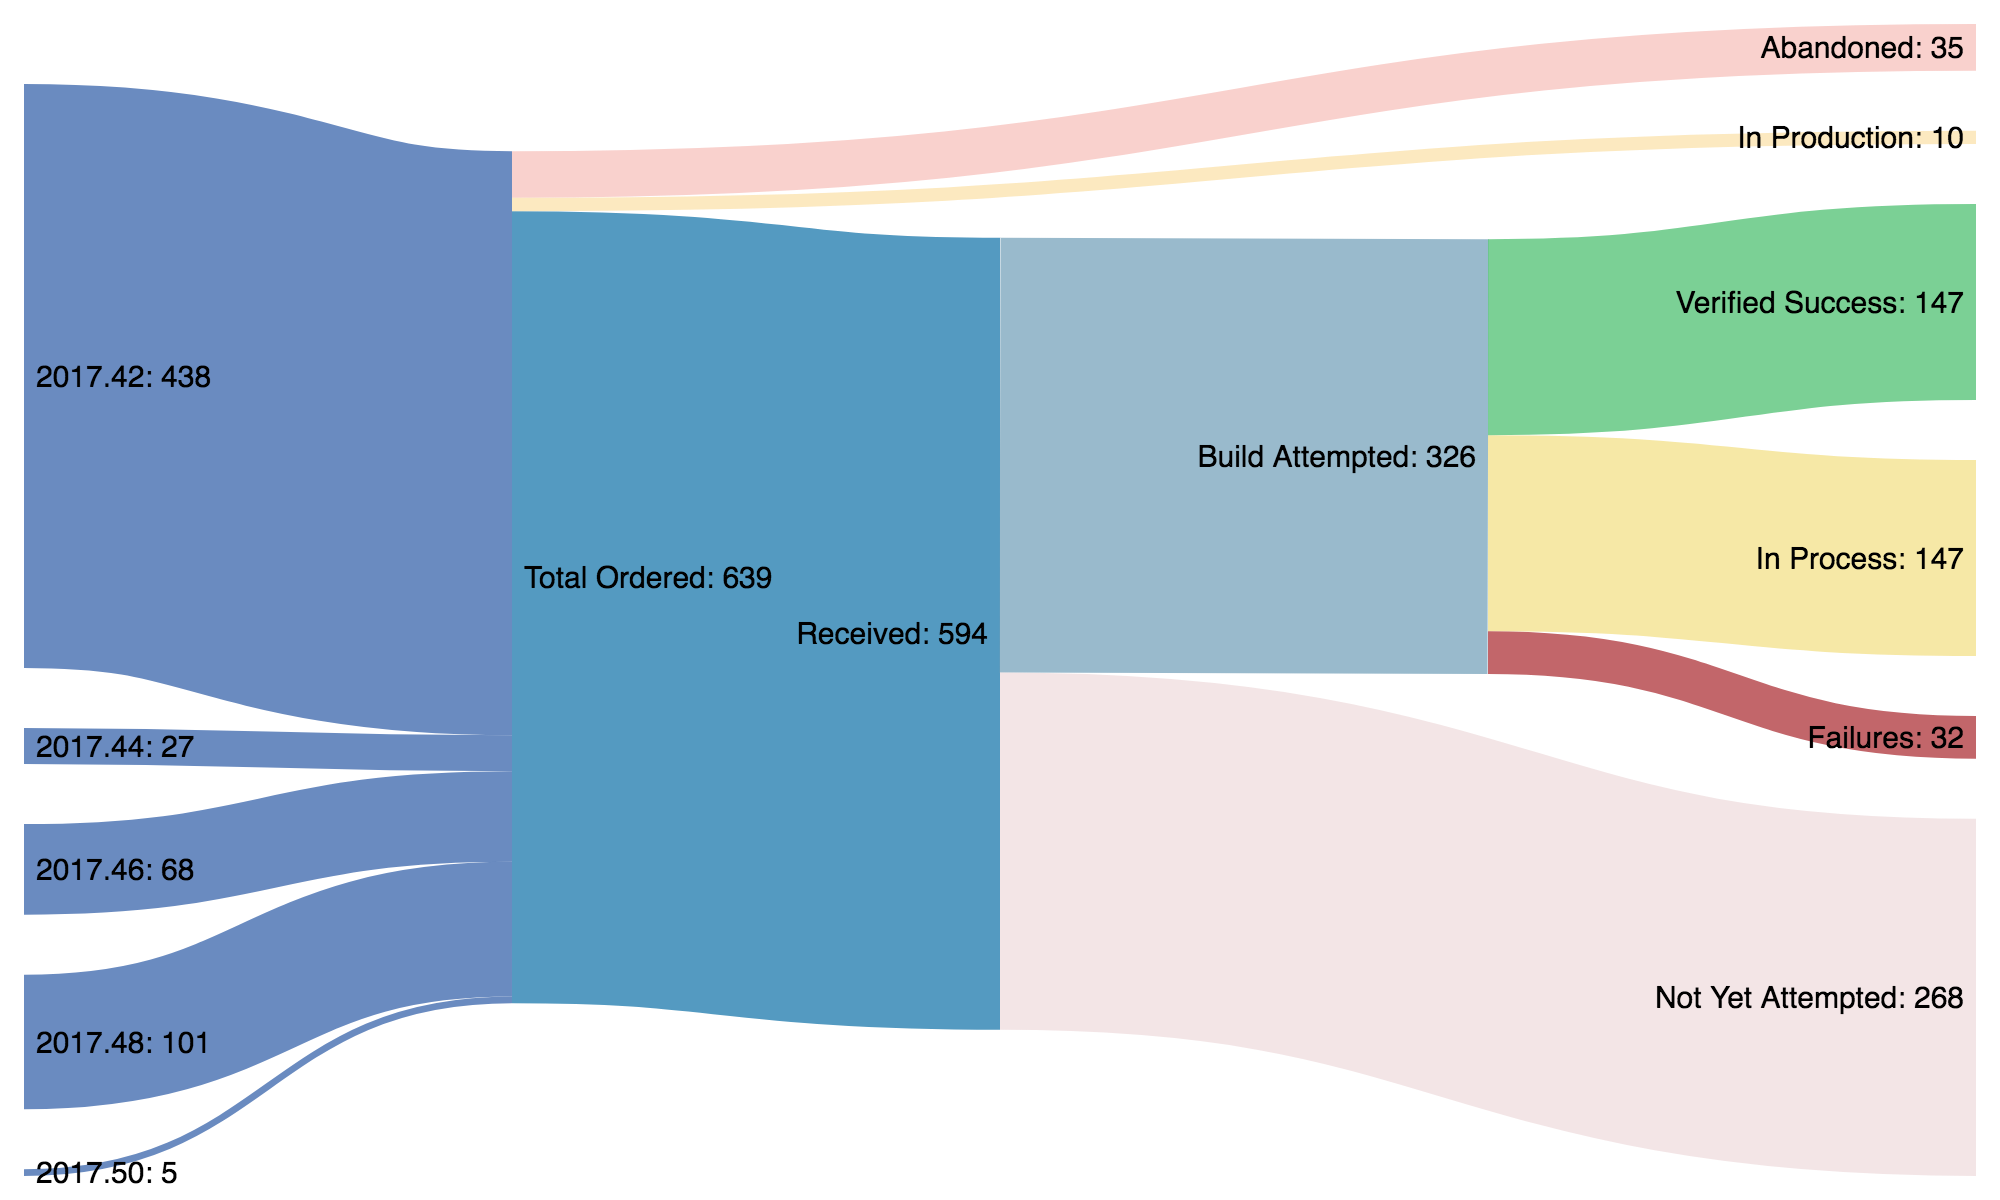 Abandoned: 35
In Production: 10
Verified Success: 147
2017.42: 438
Build Attempted: 326
In Process: 147
Total Ordered: 639
Received: 594
Failures: 32
2017.44: 27
2017.46: 68
Not Yet Attempted: 268
2017.48: 101
2017.50: 5